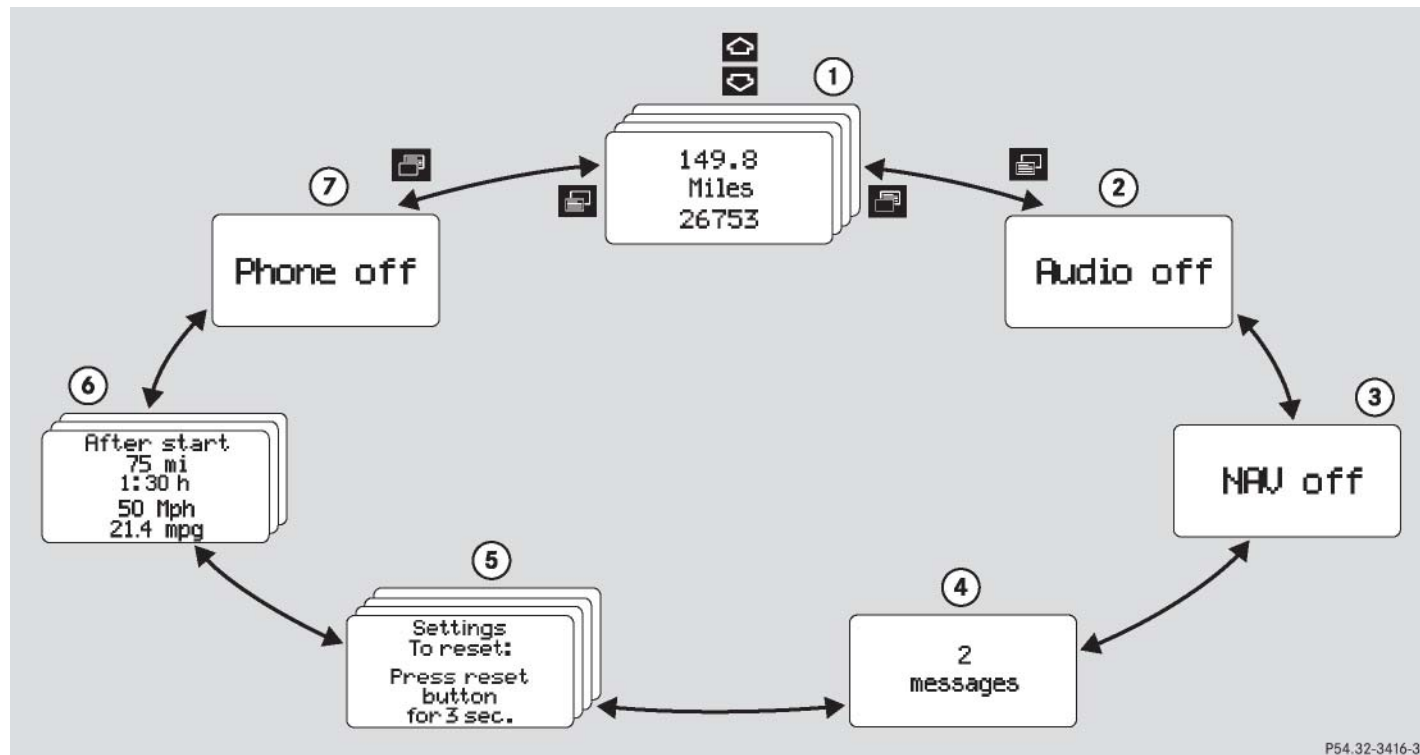 1
149.8
Miles
26753
2
Audio off
3
NAV off
4
2
messages
5
Settings
To reset:
Press reset
button
for 3 sec.
6
After start
75 mi
1:30 h
50 Mph
21.4 mpg
7
Phone off
P54.32-3416-3